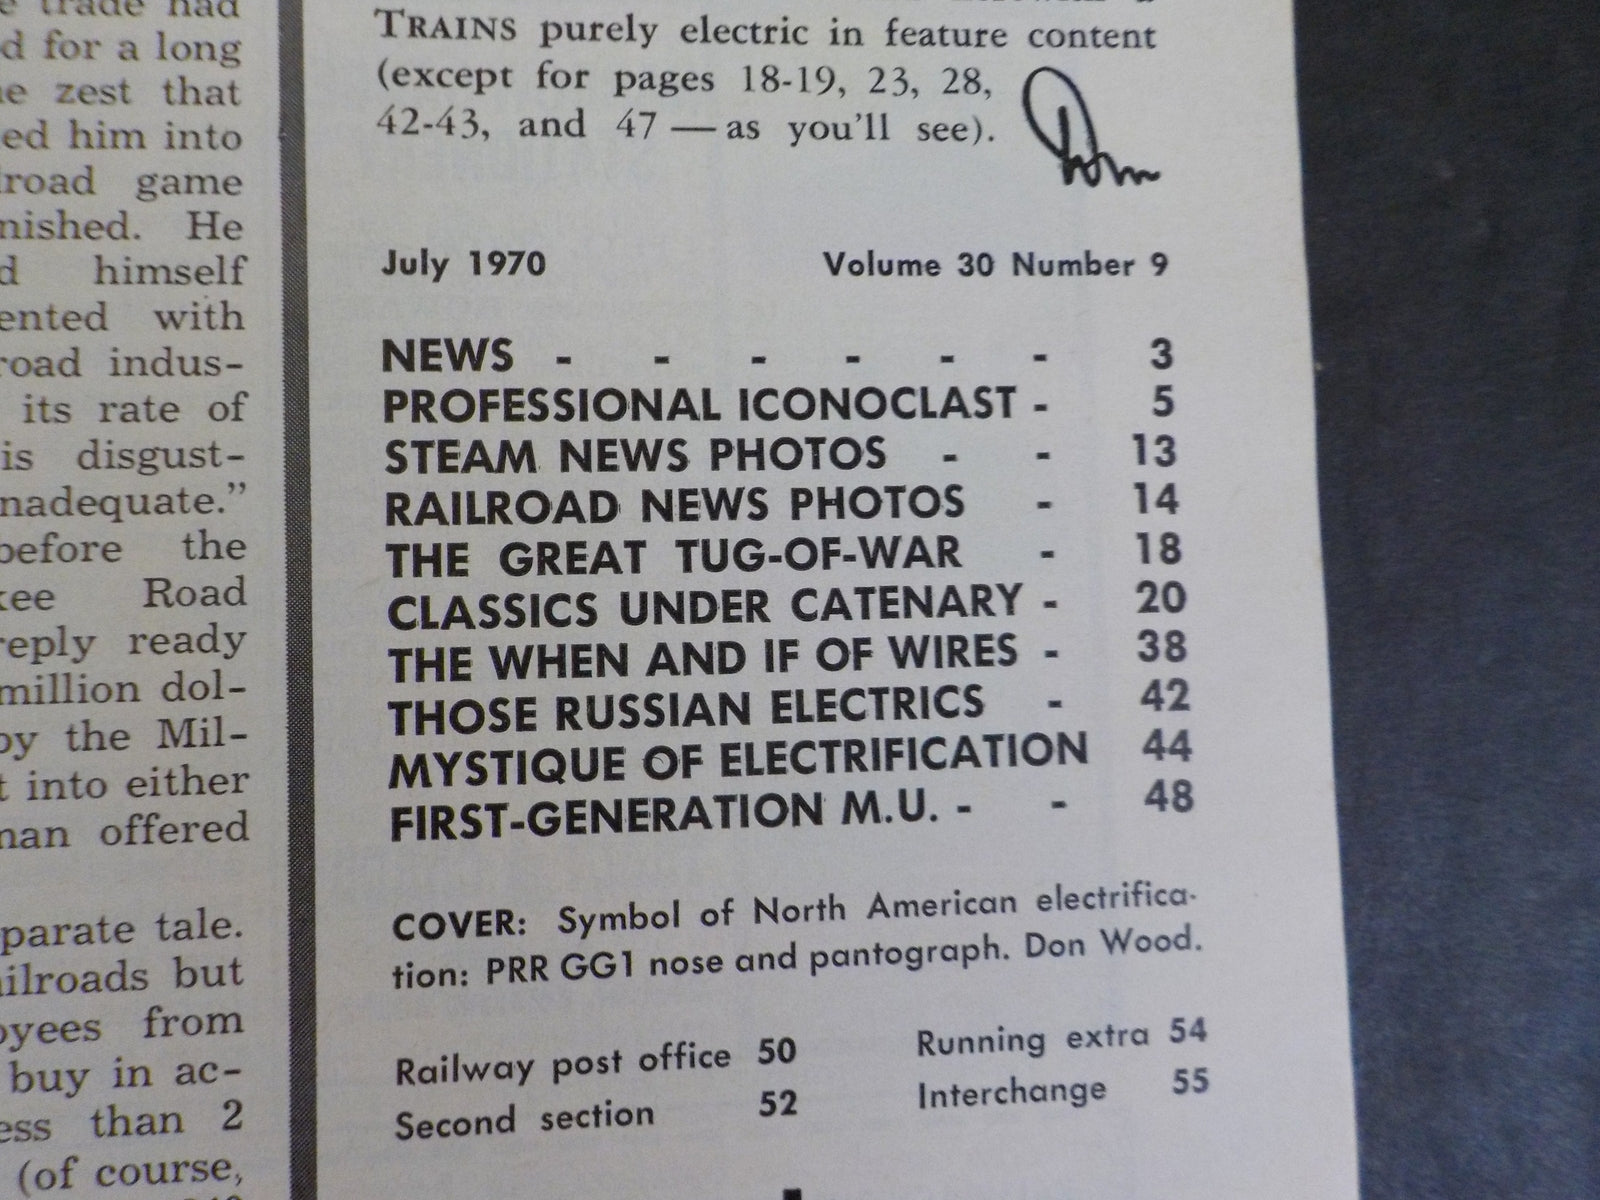 trade had
d for a long
zest that
ed him into
road game
nished. He
d himself
ented with
road indus-
its rate of
is disgust-
nadequate.”
before the
kee Road
reply ready
million dol-
by the Mil-
t into either
man offered
parate tale.
ailroads but
oyees from
buy in ac-
ess than 2
(of course,
TRAINS purely electric in feature content
(except for pages 18-19, 23, 28,
42-43, and 47 — as you'll see).
July 1970 Volume 30 Number 9
NEWS - - - - - - 3
PROFESSIONAL ICONOCLAST - 5
STEAM NEWS PHOTOS - - 13
RAILROAD NEWS PHOTOS - 14
THE GREAT TUG-OF-WAR - 18
CLASSICS UNDER CATENARY - 20
THE WHEN AND IF OF WIRES - 38
THOSE RUSSIAN ELECTRICS - 42
MYSTIQUE OF ELECTRIFICATION 44
FIRST-GENERATION M.U. - - 48
COVER: Symbol of North American electrifica-
tion: PRR GG1 nose and pantograph. Don Wood.
Railway post office 50 Running extra 54
Second section 52 Interchange 55